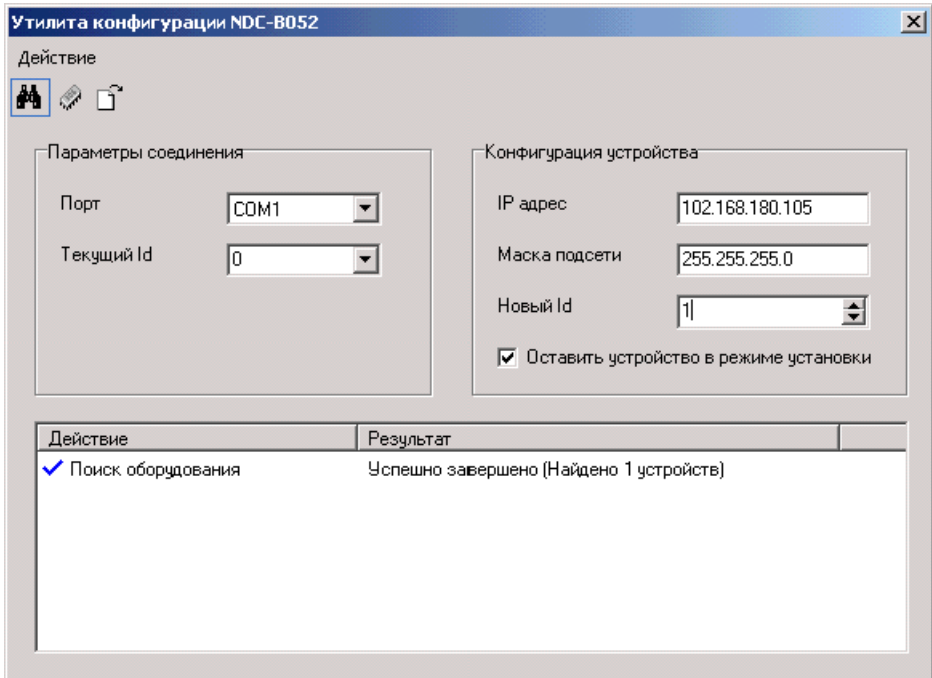 Утилита конфигурации NDC-B052
Действие
Параметры соединения
Порт
COM1
Текущий Id
0
Конфигурация устройства
IP адрес
102.168.180.105
Маска подсети
255.255.255.0
Новый Id
1
Оставить устройство в режиме установки
Действие Результат
Поиск оборудования Успешно завершено (Найдено 1 устройств)